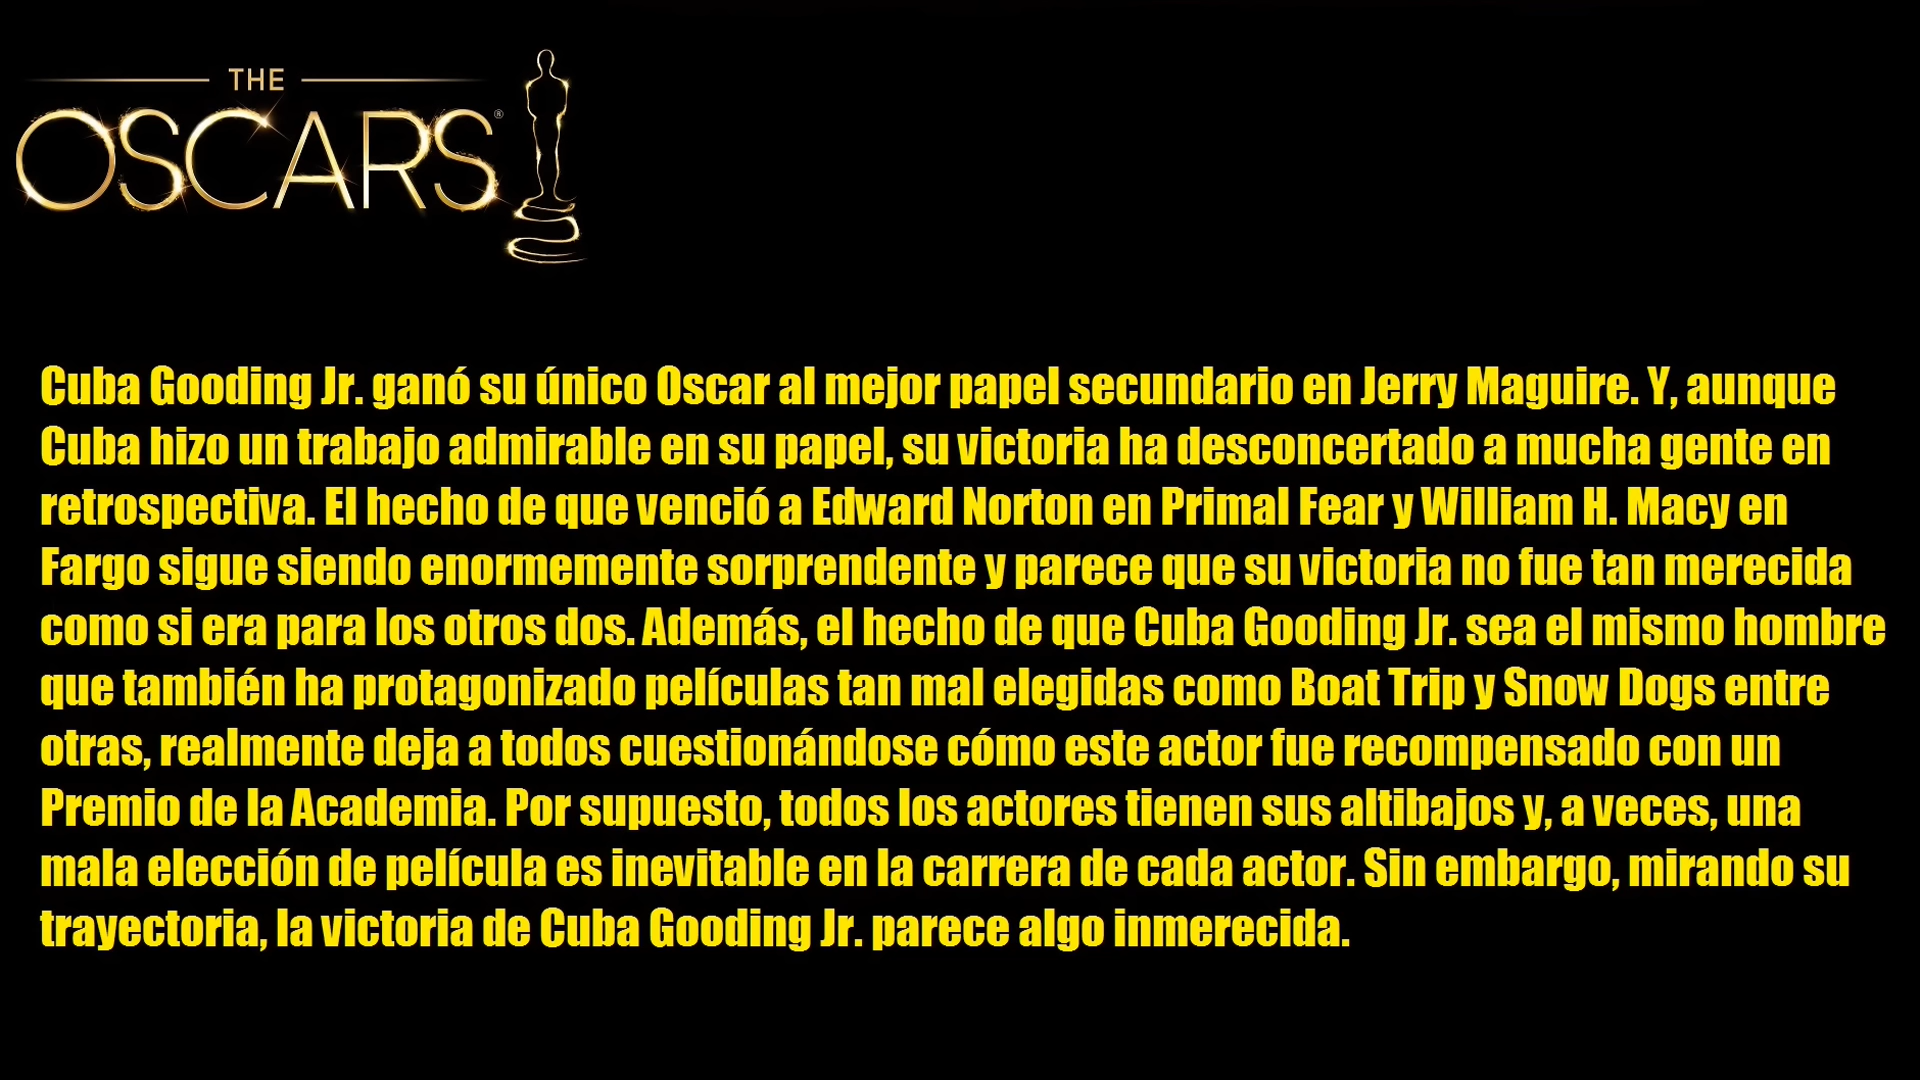 THE
OSCARS®
Cuba Gooding Jr. ganó su único Oscar al mejor papel secundario en Jerry Maguire. Y, aunque
Cuba hizo un trabajo admirable en su papel, su victoria ha desconcertado a mucha gente en
retrospectiva. El hecho de que venció a Edward Norton en Primal Fear y William H. Macy en
Fargo sigue siendo enormemente sorprendente y parece que su victoria no fue tan merecida
como si era para los otros dos. Además, el hecho de que Cuba Gooding Jr. sea el mismo hombre
que también ha protagonizado películas tan mal elegidas como Boat Trip y Snow Dogs entre
otras, realmente deja a todos cuestionándose cómo este actor fue recompensado con un
Premio de la Academia. Por supuesto, todos los actores tienen sus altibajos y, a veces, una
mala elección de película es inevitable en la carrera de cada actor. Sin embargo, mirando su
trayectoria, la victoria de Cuba Gooding Jr. parece algo inmerecida.